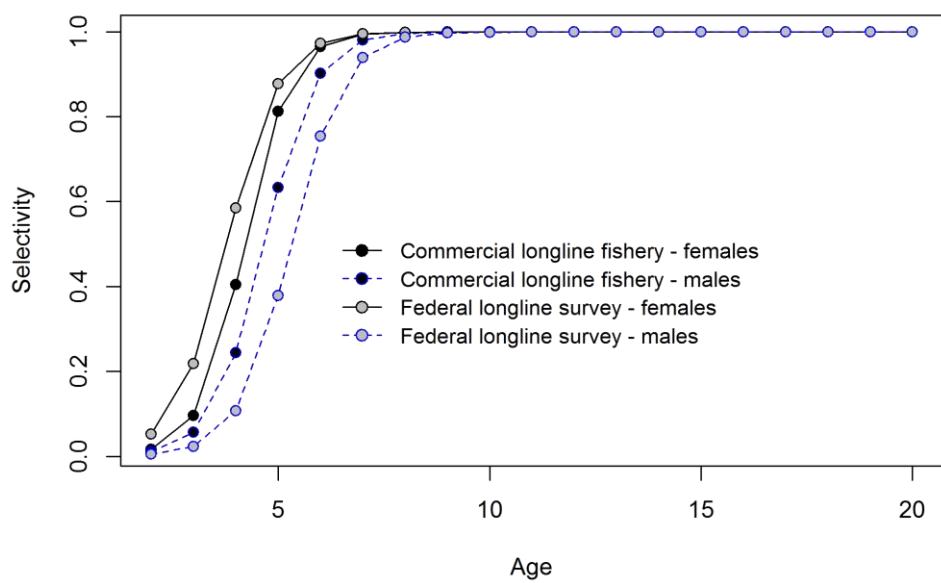 1.0
0.8
0.6
0.4
0.2
0.0
Selectivity
Commercial longline fishery - females
Commercial longline fishery - males
Federal longline survey - females
Federal longline survey - males
5 10 15 20
Age